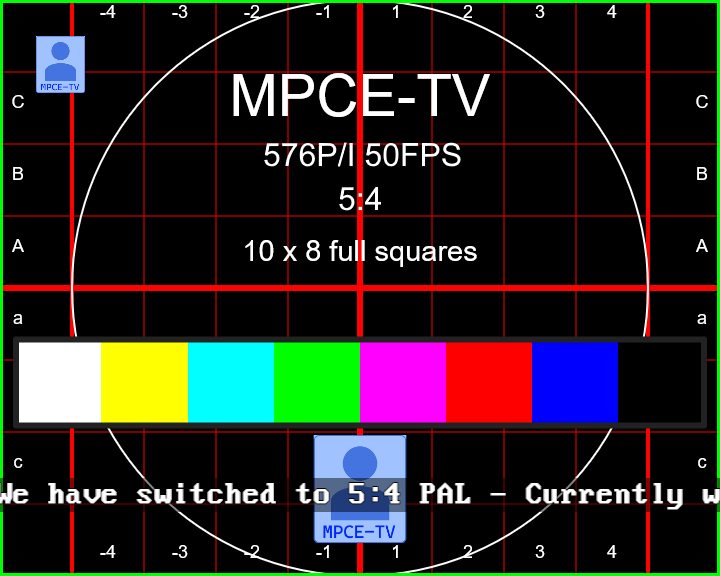 -4 -3 -2 -1 1 2 3 4
MPCE-TV
C MPCE-TV C
576P/I 50FPS
B B
5:4
A 10 x 8 full squares A
a a
c c
We have switched to 5:4 PAL - Currently w
MPCE-TV
-4 -3 -2 -1 1 2 3 4